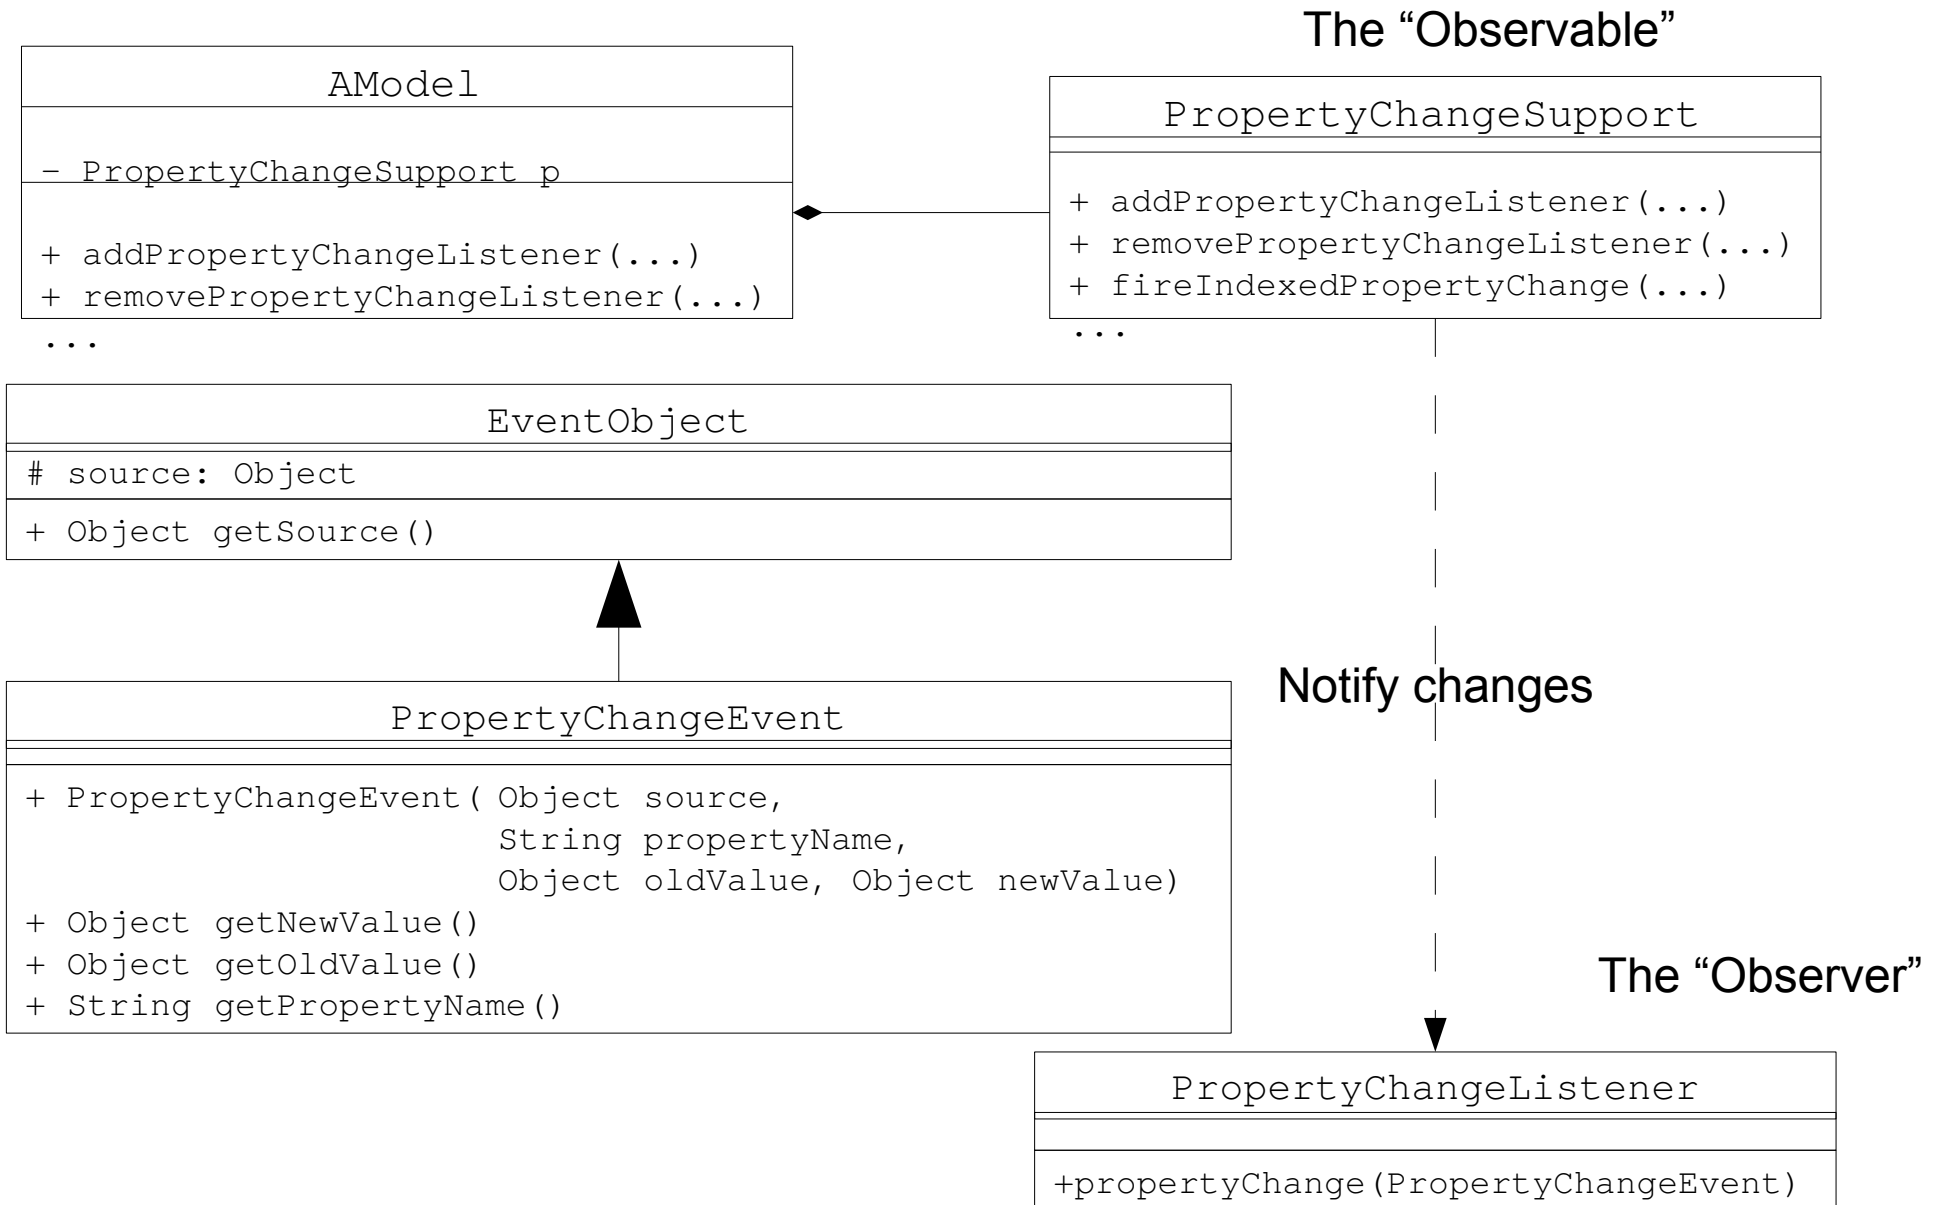 The “Observable”
AModel
- PropertyChangeSupport p
+ addPropertyChangeListener(...)
+ removePropertyChangeListener(...)
...
PropertyChangeSupport
+ addPropertyChangeListener(...)
+ removePropertyChangeListener(...)
+ fireIndexedPropertyChange(...)
...
EventObject
# source: Object
+ Object getSource()
Notify changes
PropertyChangeEvent
+ PropertyChangeEvent( Object source,
String propertyName,
Object oldValue, Object newValue)
+ Object getNewValue()
+ Object getOldValue()
+ String getPropertyName()
The “Observer”
PropertyChangeListener
+propertyChange(PropertyChangeEvent)